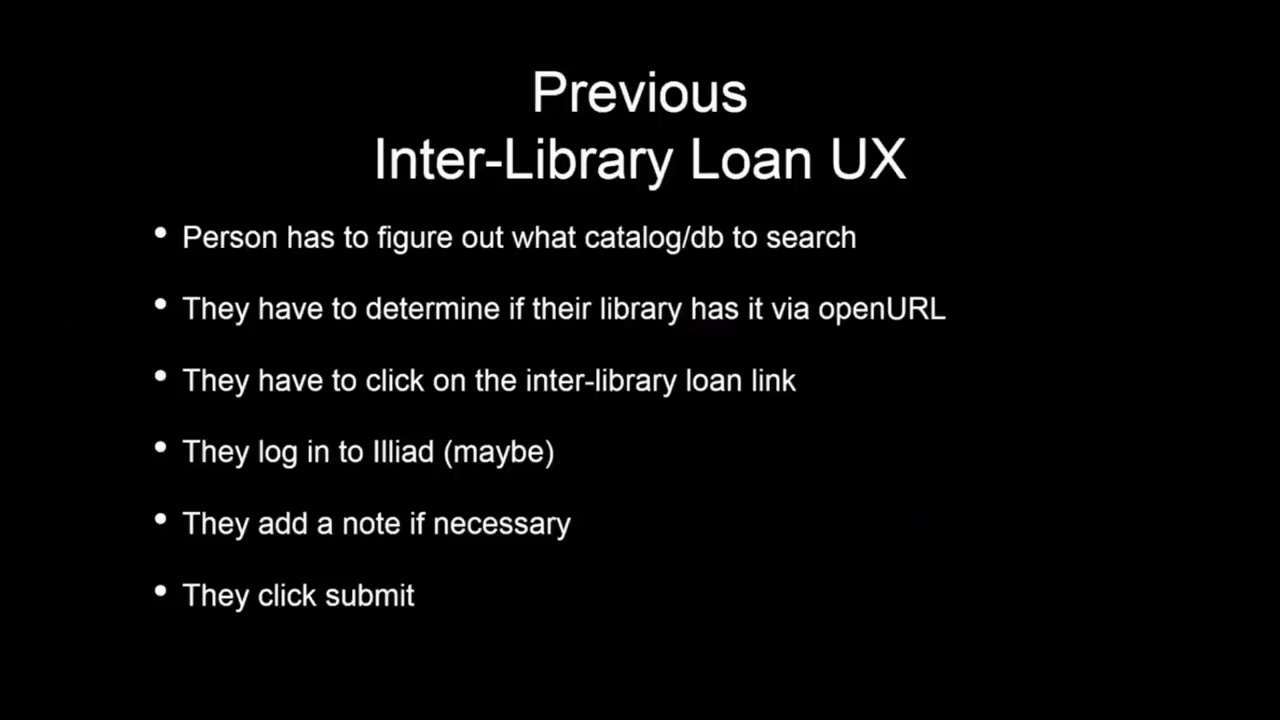 Previous
Inter-Library Loan UX
• Person has to figure out what catalog/db to search
• They have to determine if their library has it via openURL
• They have to click on the inter-library loan link
• They log in to Illiad (maybe)
• They add a note if necessary
• They click submit